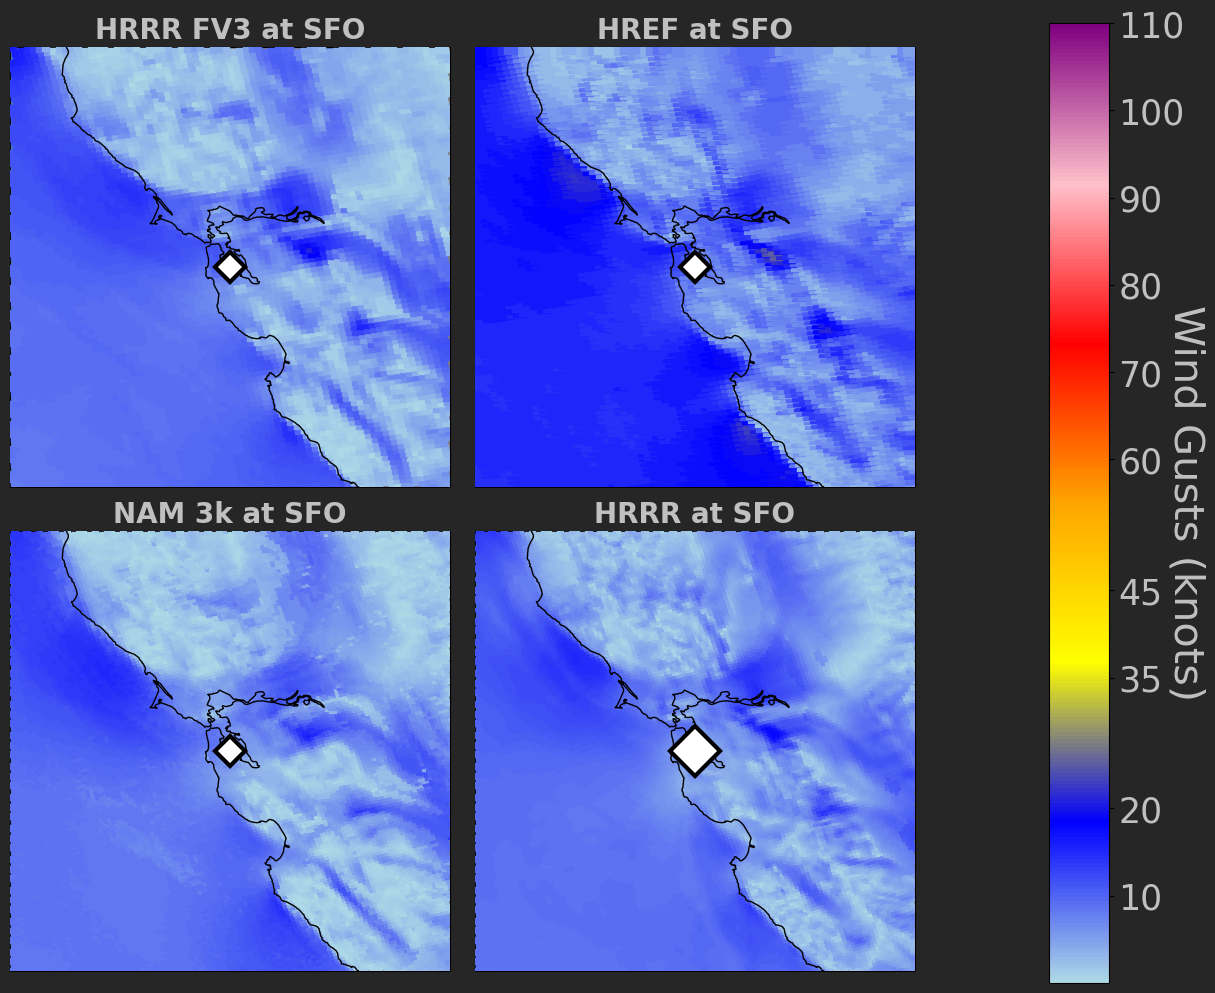 HRRR FV3 at SFO
HREF at SFO
NAM 3k at SFO
HRRR at SFO
110
100
90
80
70
60
45
35
20
10
Wind Gusts (knots)